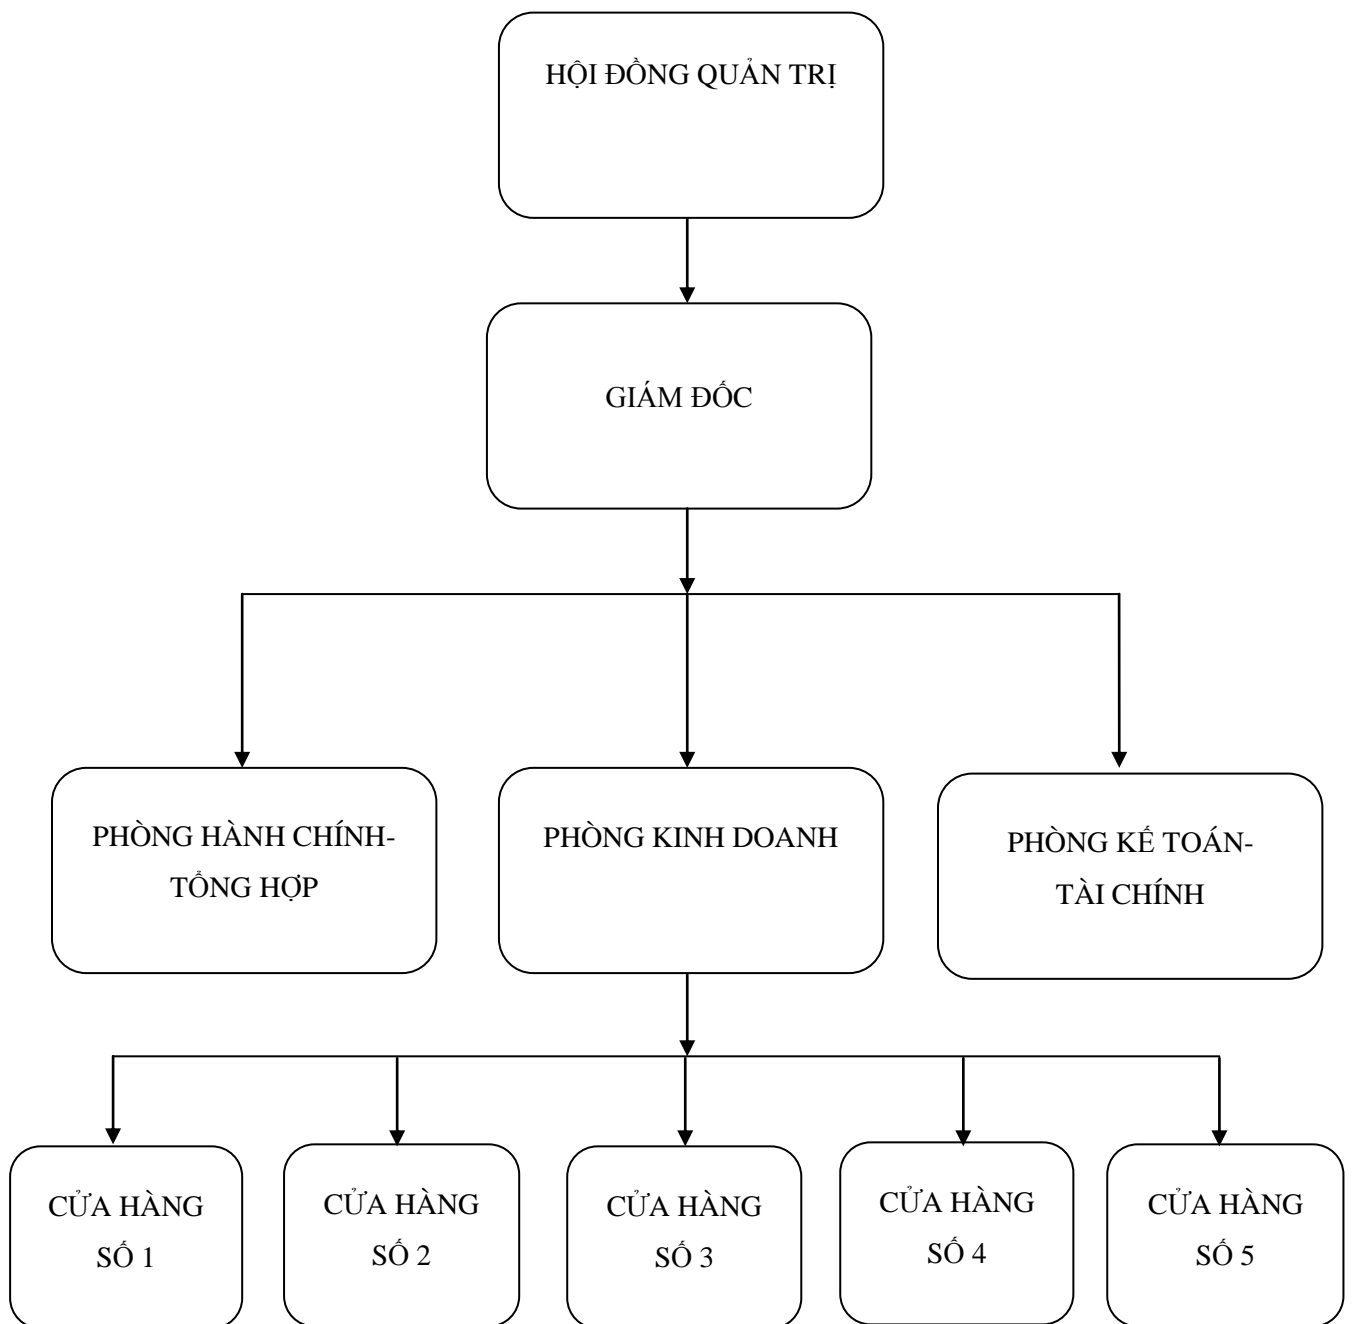 HỘI ĐỒNG QUẢN TRỊ
GIÁM ĐỐC
PHÒNG HÀNH CHÍNH-
TỔNG HỢP
PHÒNG KINH DOANH
PHÒNG KẾ TOÁN-
TÀI CHÍNH
CỬA HÀNG
SỐ 1
CỬA HÀNG
SỐ 2
CỬA HÀNG
SỐ 3
CỬA HÀNG
SỐ 4
CỬA HÀNG
SỐ 5